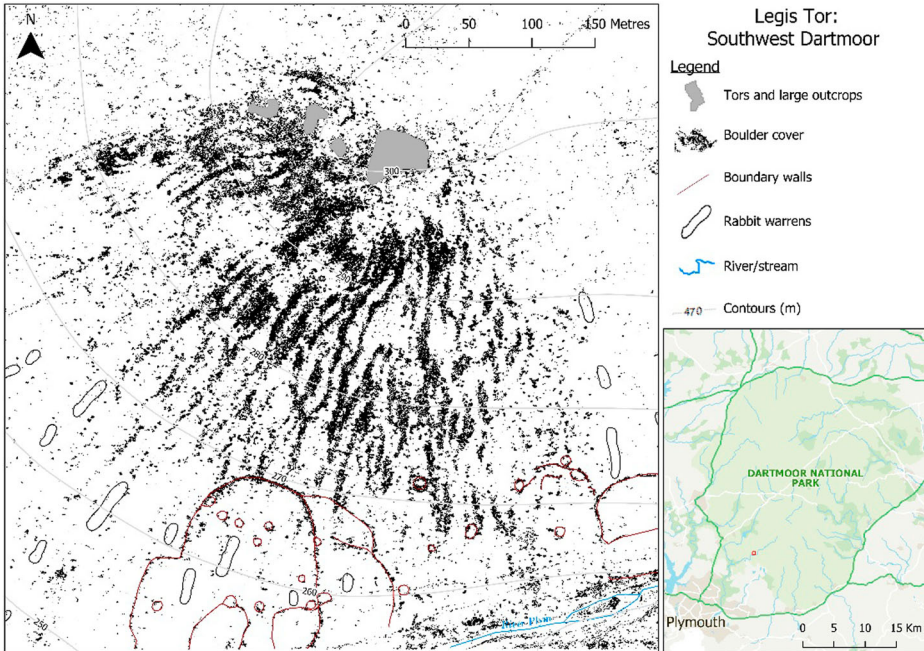 N
0 50 100 150 Metres
300
280
270
260
250
River Plym
Legis Tor:
Southwest Dartmoor
Legend
Tors and large outcrops
Boulder cover
Boundary walls
Rabbit warrens
River/stream
470 Contours (m)
DARTMOOR NATIONAL
PARK
Plymouth
0 5 10 15 Km